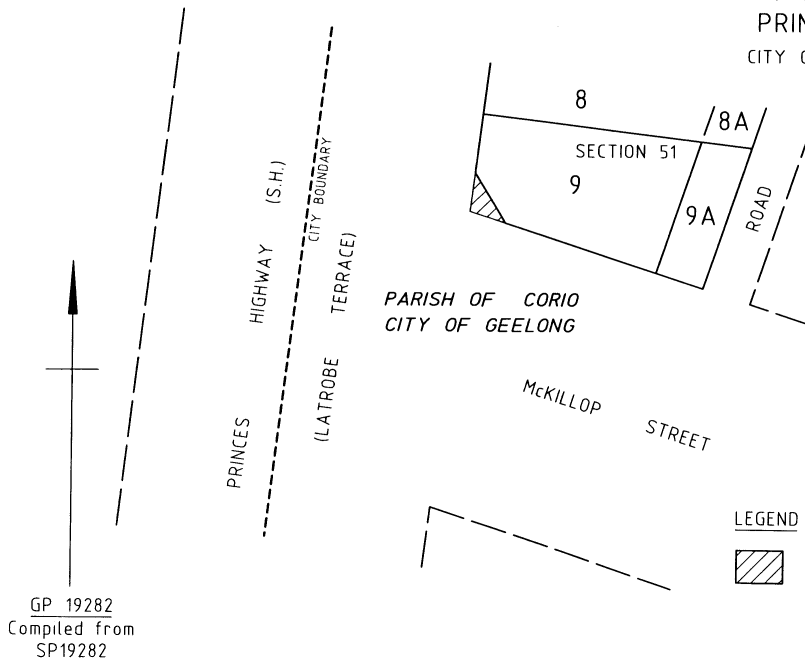 PRIN
CITY O
8
8A
SECTION 51
9
9A
ROAD
PRINCES HIGHWAY (S.H.)
CITY BOUNDARY
(LATROBE TERRACE)
PARISH OF CORIO
CITY OF GEELONG
McKILLOP STREET
LEGEND
GP 19282
Compiled from
SP19282